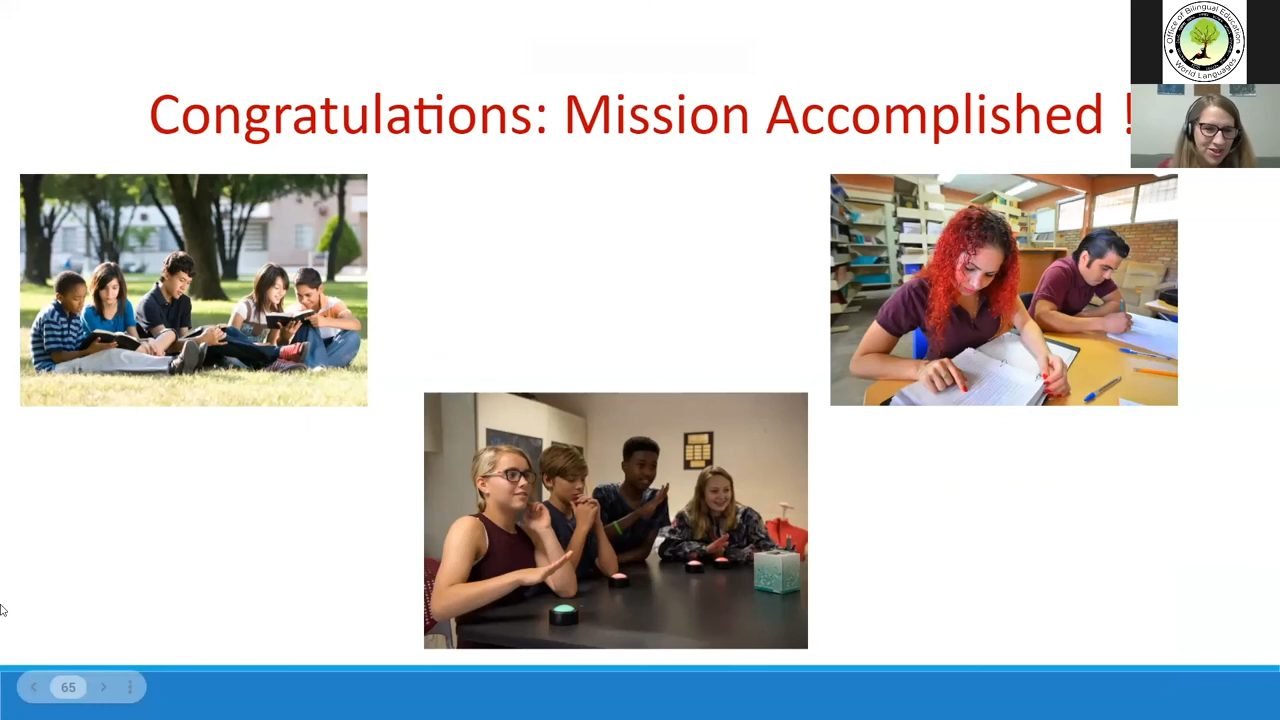 Congratulations: Mission Accomplished !
Office of Bilingual Education
World Languages
65